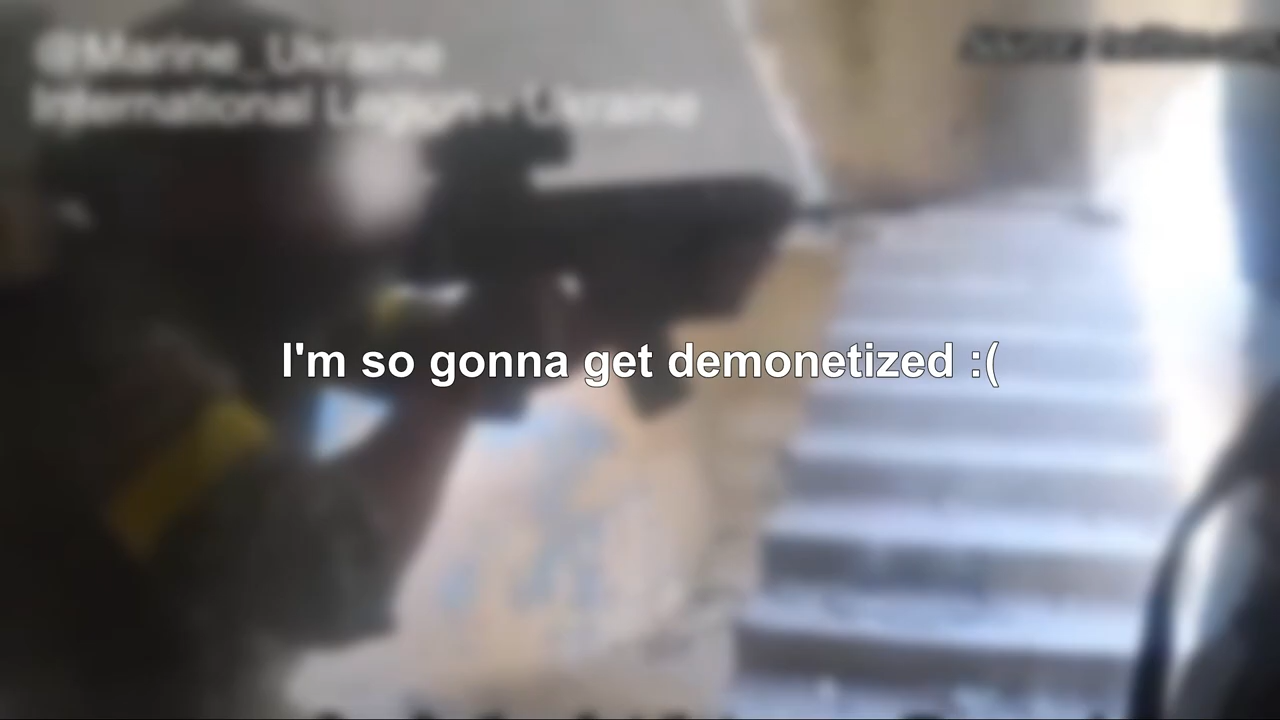 @Marine_Ukraine
International Legion - Ukraine
I'm so gonna get demonetized :(